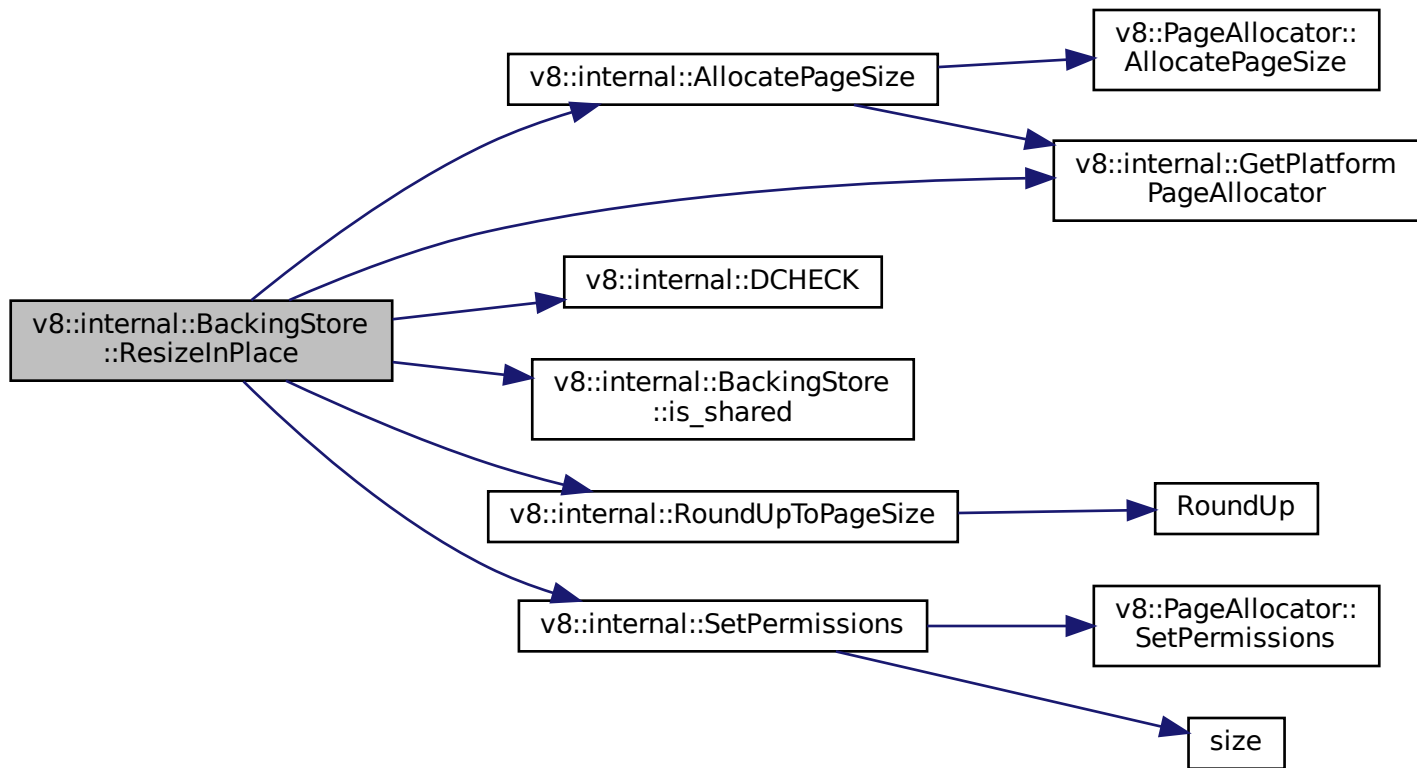 v8::internal::BackingStore
::ResizeInPlace
v8::internal::AllocatePageSize
v8::PageAllocator::
AllocatePageSize
v8::internal::GetPlatform
PageAllocator
v8::internal::DCHECK
v8::internal::BackingStore
::is_shared
v8::internal::RoundUpToPageSize
RoundUp
v8::internal::SetPermissions
v8::PageAllocator::
SetPermissions
size